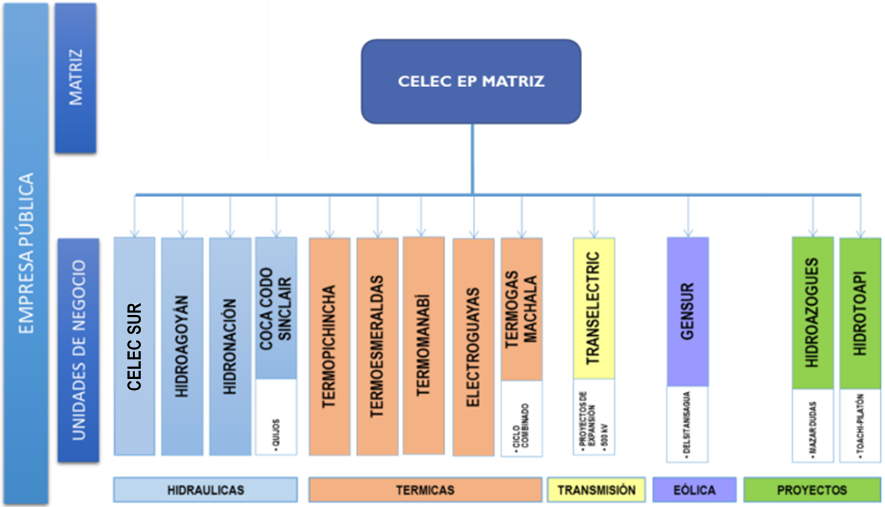 EMPRESA PÚBLICA
MATRIZ
CELEC EP MATRIZ
UNIDADES DE NEGOCIO
CELEC SUR
HIDROAGOYÁN
HIDRONACIÓN
COCA CODO
SINCLAIR
• QUIJOS
TERMOPICHINCHA
TERMOESMERALDAS
TERMOMANABÍ
ELECTROGUAYAS
TERMOGAS
MACHALA
• CICLO
COMBINADO
TRANSELECTRIC
• PROYECTOS DE
EXPANSIÓN
• 500 kV
GENSUR
• DELSITANISAGUA
HIDROAZOGUES
• MAZAR DUDAS
HIDROTOAPI
• TOACHI-PILATÓN
HIDRAULICAS
TERMICAS
TRANSMISIÓN
EÓLICA
PROYECTOS